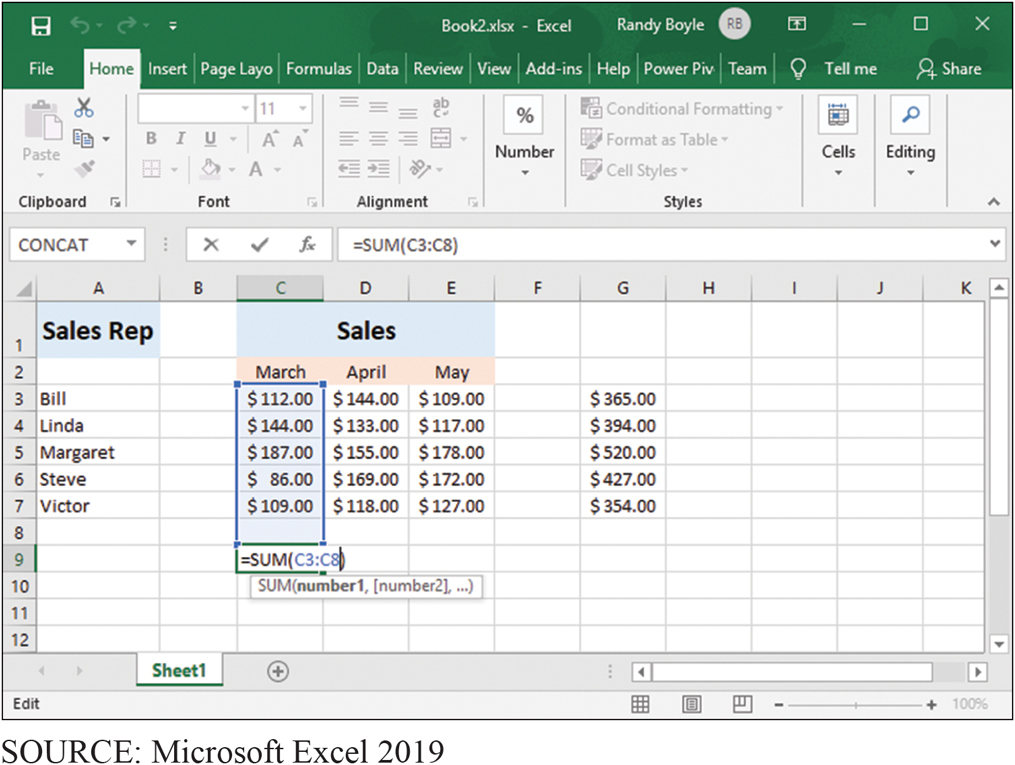 Book2.xlsx - Excel Randy Boyle RB
File Home Insert Page Layo Formulas Data Review View Add-ins Help Power Piv Team Tell me Share
Paste
11
B I U A A
A
ab
%
Number
Conditional Formatting
Format as Table
Cell Styles
Cells
Editing
Clipboard Font Alignment Styles
CONCAT fx =SUM(C3:C8)
A B C D E F G H I J K
1 Sales Rep Sales
2 March April May
3 Bill $ 112.00 $ 144.00 $ 109.00 $ 365.00
4 Linda $ 144.00 $ 133.00 $ 117.00 $ 394.00
5 Margaret $ 187.00 $ 155.00 $ 178.00 $ 520.00
6 Steve $ 86.00 $ 169.00 $ 172.00 $ 427.00
7 Victor $ 109.00 $ 118.00 $ 127.00 $ 354.00
8
9 =SUM(C3:C8)
10 SUM(number1, [number2], ...)
11
12
Sheet1
Edit 100%
SOURCE: Microsoft Excel 2019